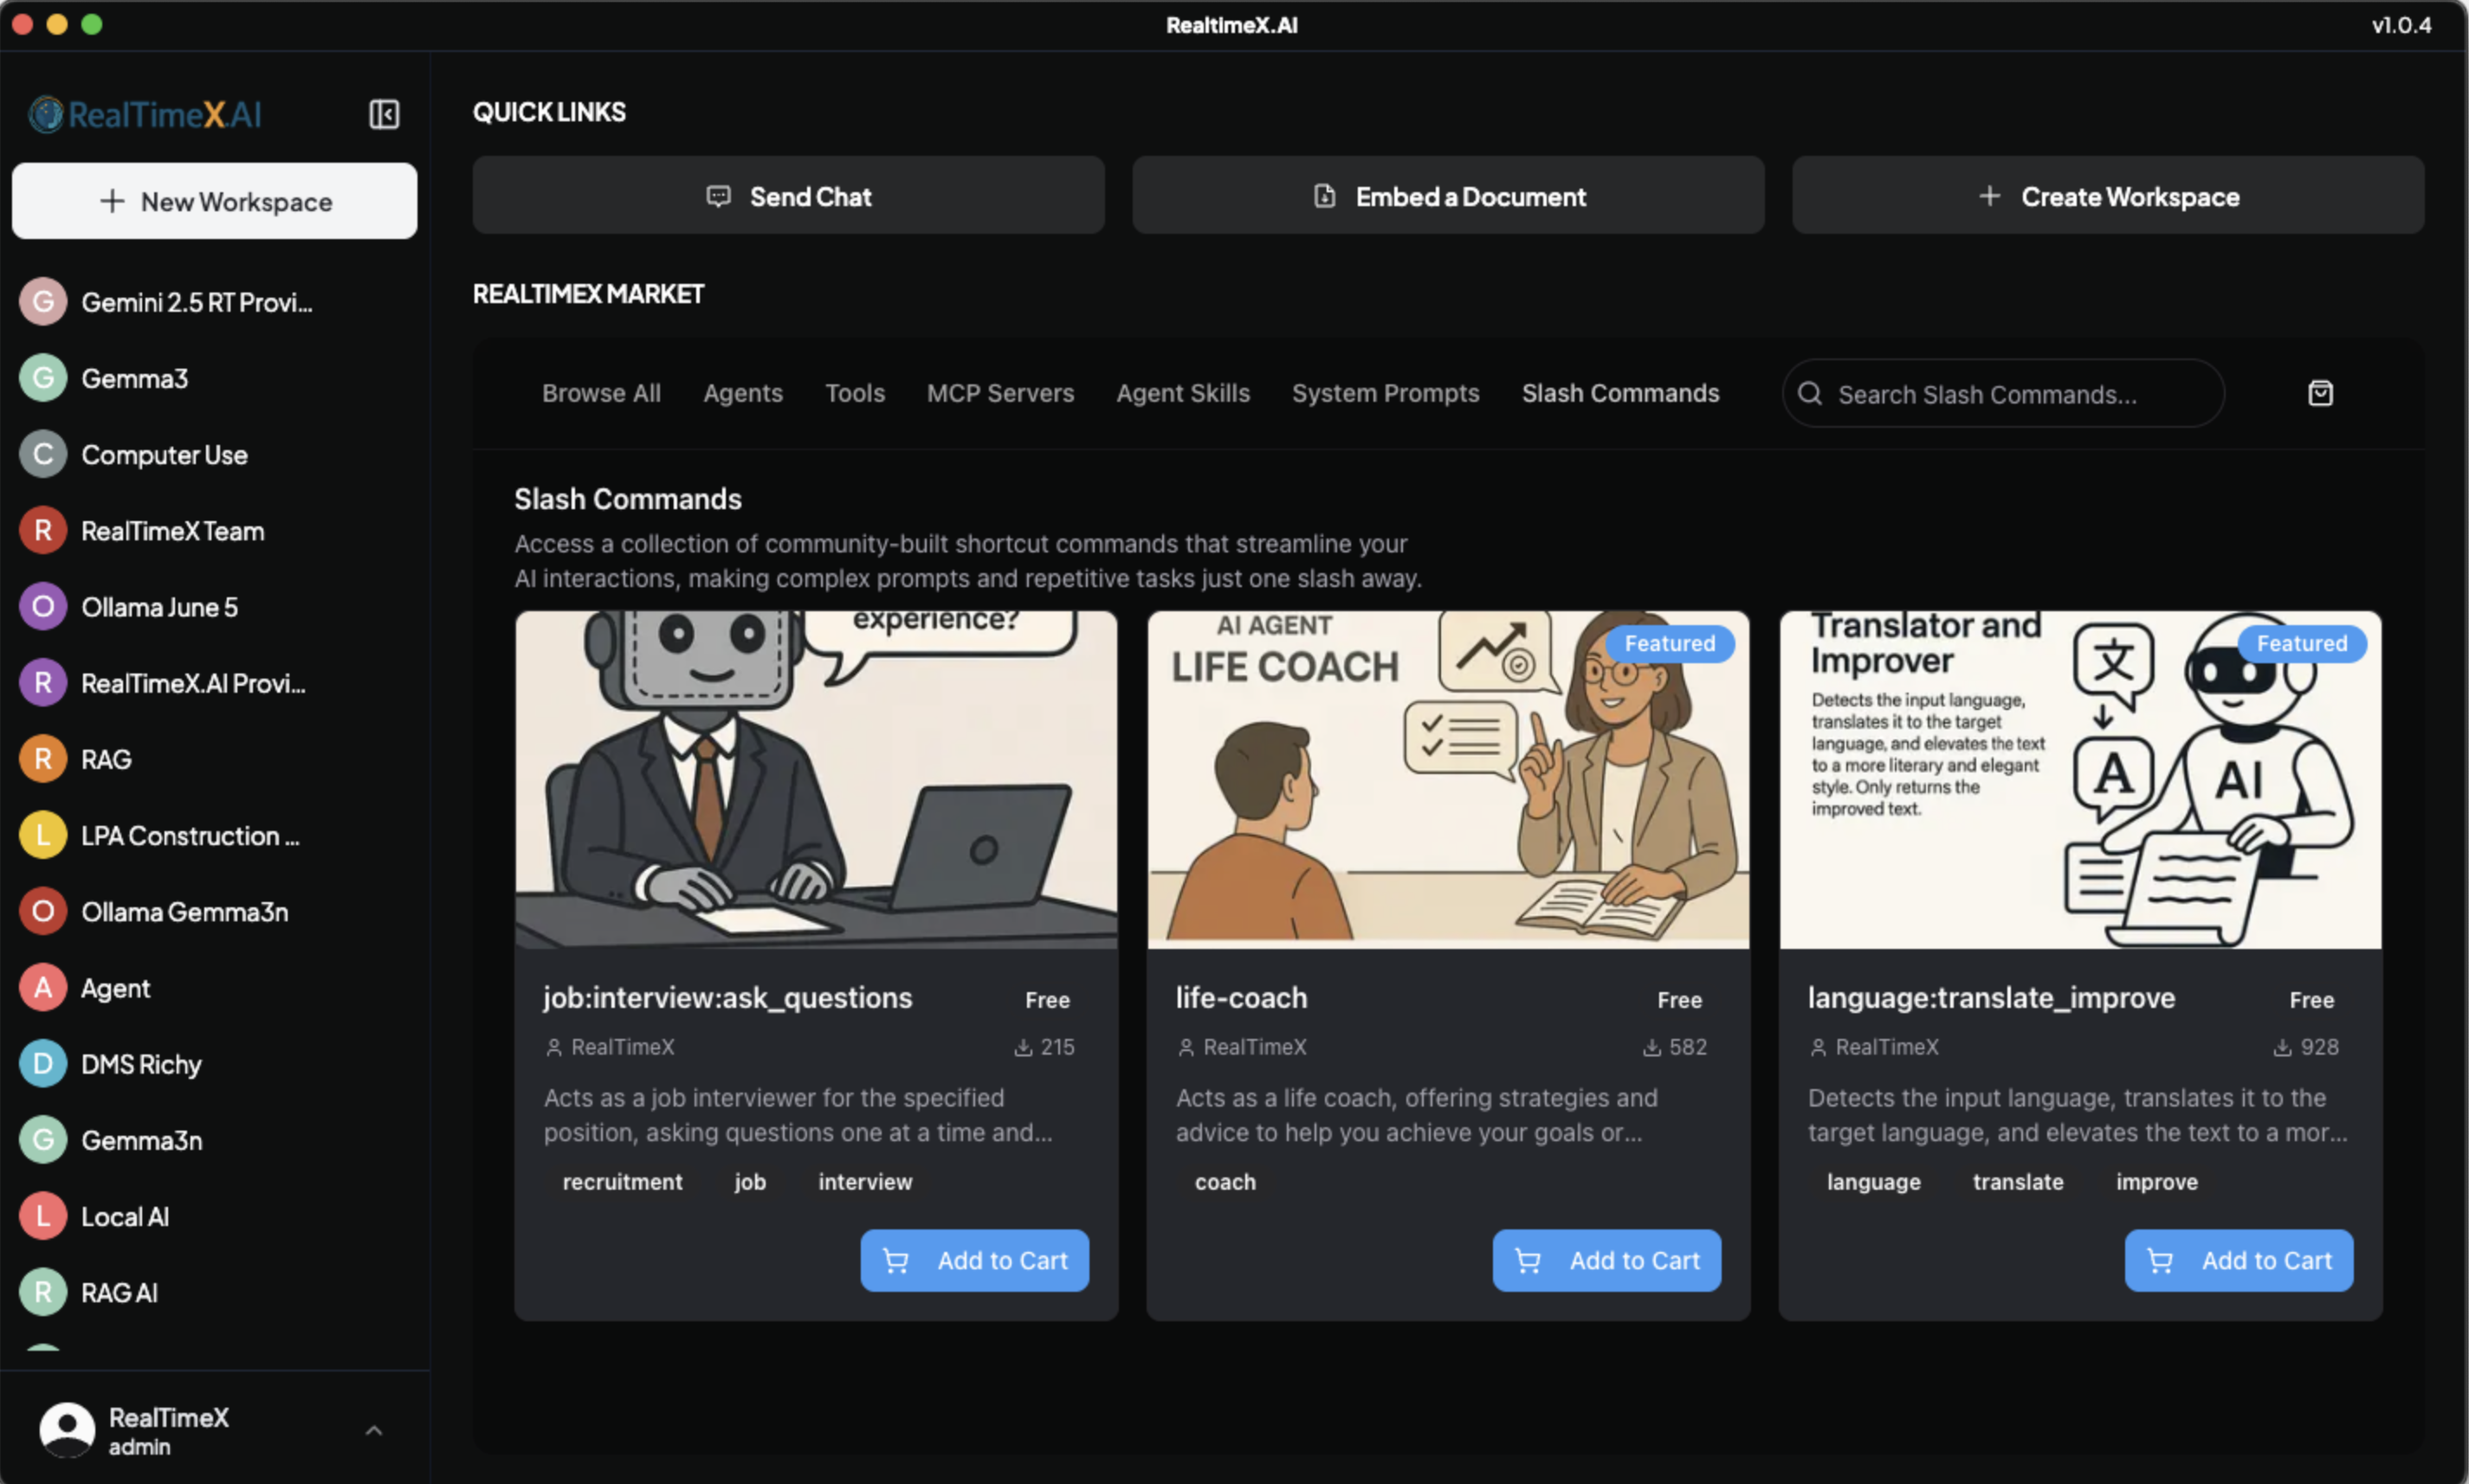 RealtimeX.AI
v1.0.4
RealTimeX.AI
New Workspace
Gemini 2.5 RT Provi...
Gemma3
Computer Use
RealTimeX Team
Ollama June 5
RealTimeX.AI Provi...
RAG
LPA Construction ...
Ollama Gemma3n
Agent
DMS Richy
Gemma3n
Local AI
RAG AI
RealTimeX
admin
QUICK LINKS
Send Chat
Embed a Document
Create Workspace
REALTIMEX MARKET
Browse All
Agents
Tools
MCP Servers
Agent Skills
System Prompts
Slash Commands
Search Slash Commands...
Slash Commands
Access a collection of community-built shortcut commands that streamline your
AI interactions, making complex prompts and repetitive tasks just one slash away.
experience?
job:interview:ask_questions
Free
RealTimeX
215
Acts as a job interviewer for the specified
position, asking questions one at a time and...
recruitment
job
interview
Add to Cart
AI AGENT
LIFE COACH
Featured
life-coach
Free
RealTimeX
582
Acts as a life coach, offering strategies and
advice to help you achieve your goals or...
coach
Add to Cart
Translator and
Improver
Featured
Detects the input language,
translates it to the target
language, and elevates the text
to a more literary and elegant
style. Only returns the
improved text.
文
A
AI
language:translate_improve
Free
RealTimeX
928
Detects the input language, translates it to the
target language, and elevates the text to a mor...
language
translate
improve
Add to Cart